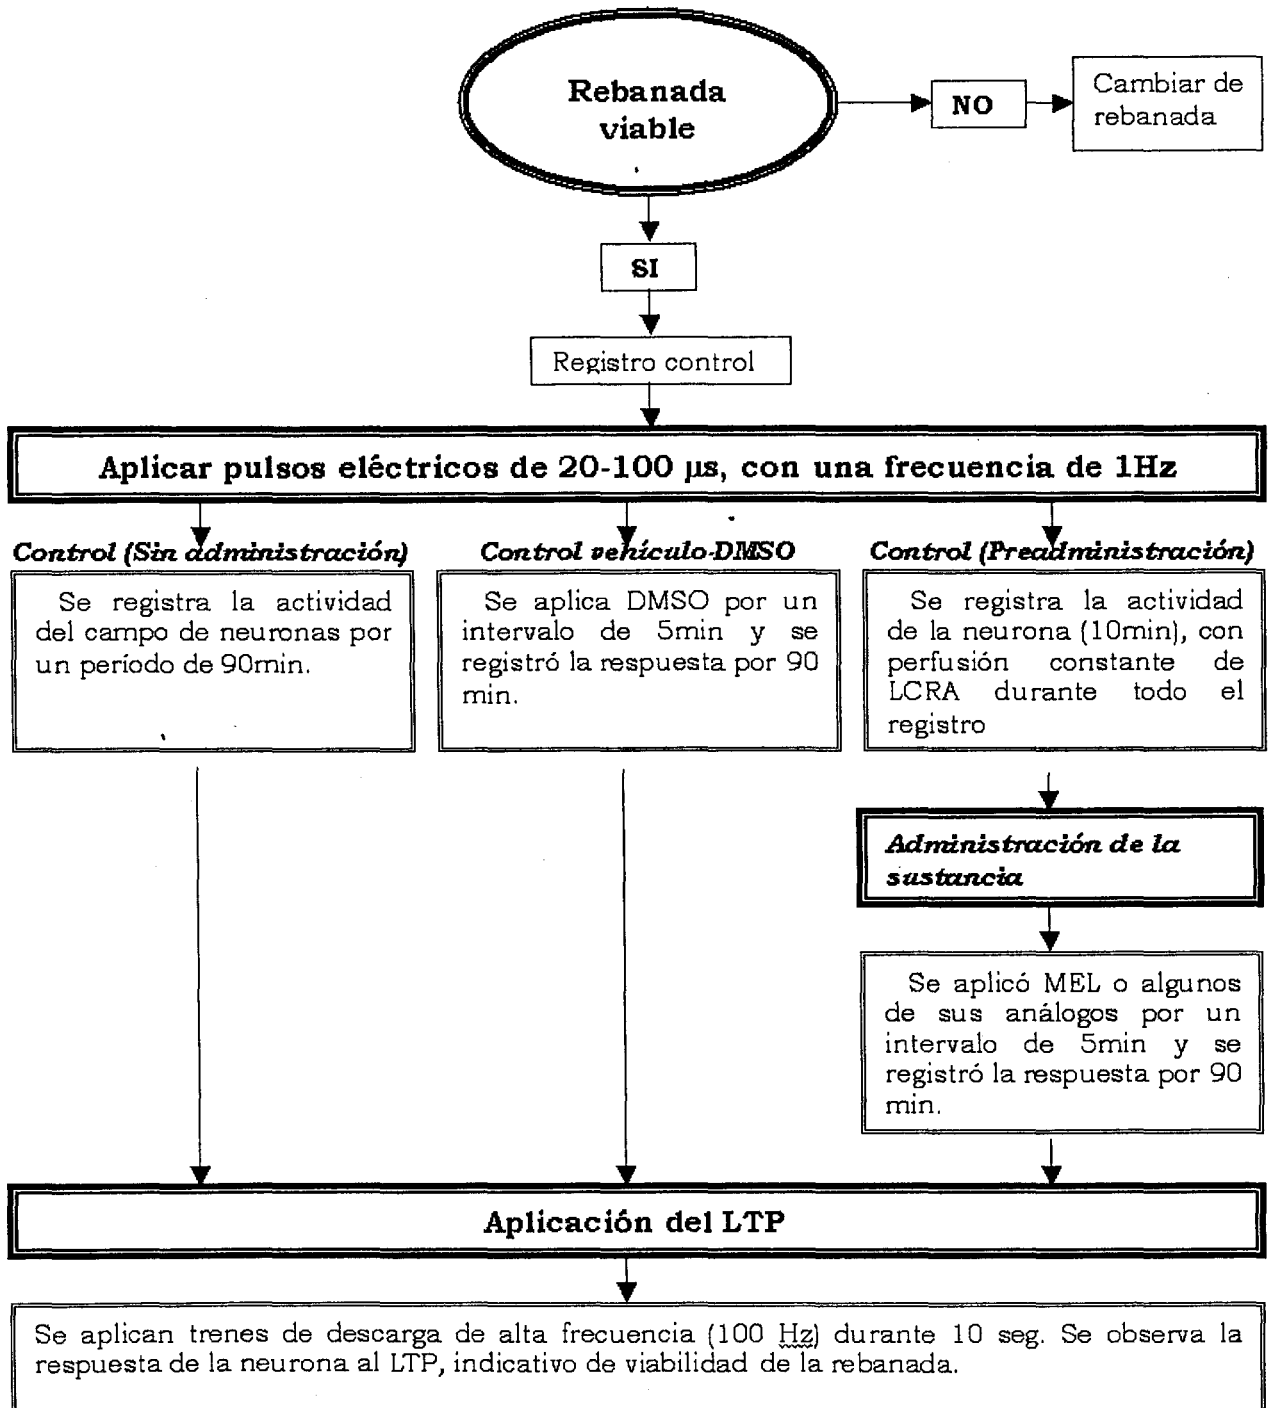 Rebanada
viable
NO
Cambiar de
rebanada
SI
Registro control
Aplicar pulsos eléctricos de 20-100 µs, con una frecuencia de 1Hz
Control (Sin administración)
Se registra la actividad
del campo de neuronas por
un período de 90min.
Control vehículo-DMSO
Se aplica DMSO por un
intervalo de 5min y se
registró la respuesta por 90
min.
Control (Preadministración)
Se registra la actividad
de la neurona (10min), con
perfusión constante de
LCRA durante todo el
registro
Administración de la
sustancia
Se aplicó MEL o algunos
de sus análogos por un
intervalo de 5min y se
registró la respuesta por 90
min.
Aplicación del LTP
Se aplican trenes de descarga de alta frecuencia (100 Hz) durante 10 seg. Se observa la
respuesta de la neurona al LTP, indicativo de viabilidad de la rebanada.